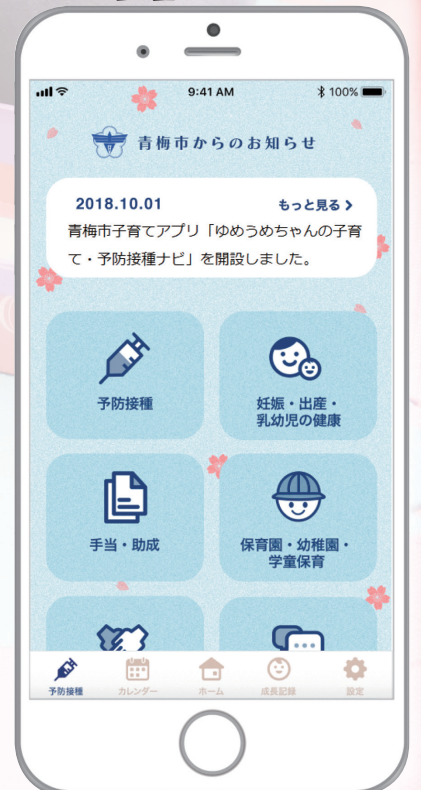 9:41 AM
100%
青梅市からのお知らせ
2018.10.01
もっと見る
青梅市子育てアプリ「ゆめうめちゃんの子育
て・予防接種ナビ」を開設しました。
予防接種
妊娠・出産・
乳幼児の健康
手当・助成
保育園・幼稚園・
学童保育
予防接種
カレンダー
ホーム
成長記録
設定